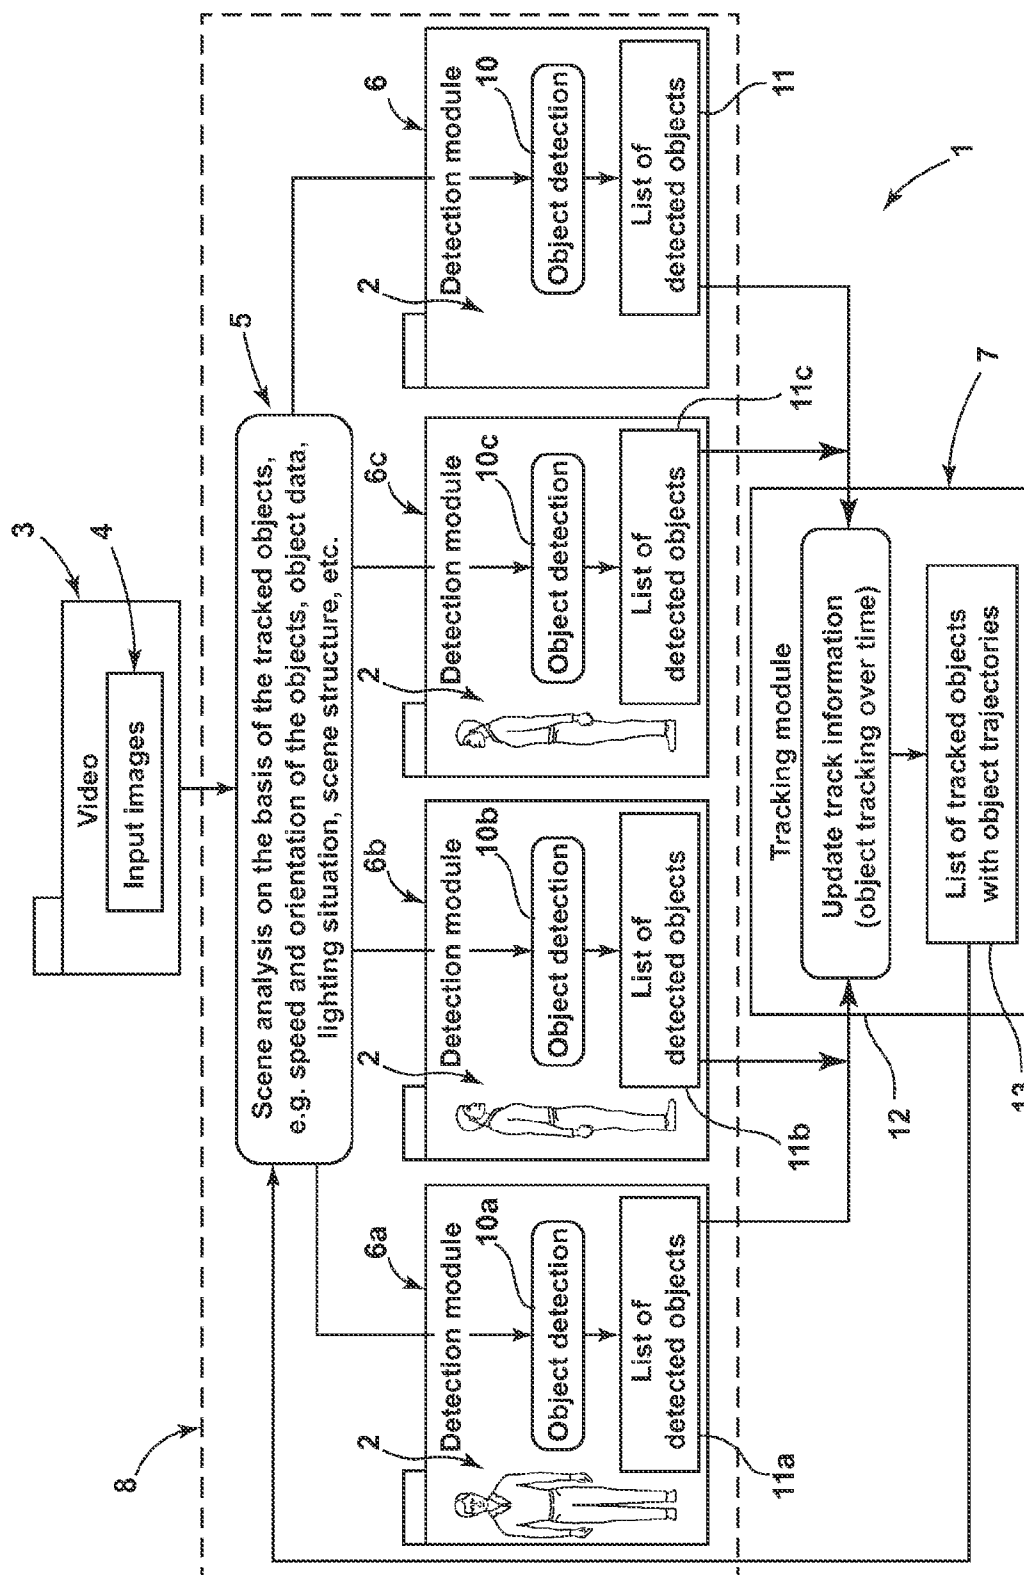 8
3
Video
4
Input images
5
Scene analysis on the basis of the tracked objects,
e.g. speed and orientation of the objects, object data,
lighting situation, scene structure, etc.
6a
2
Detection module
10a
Object detection
List of
detected objects
11a
6b
2
Detection module
10b
Object detection
List of
detected objects
11b
6c
2
Detection module
10c
Object detection
List of
detected objects
11c
6
2
Detection module
10
Object detection
List of
detected objects
11
1
7
Tracking module
Update track information
(object tracking over time)
12
List of tracked objects
with object trajectories
13